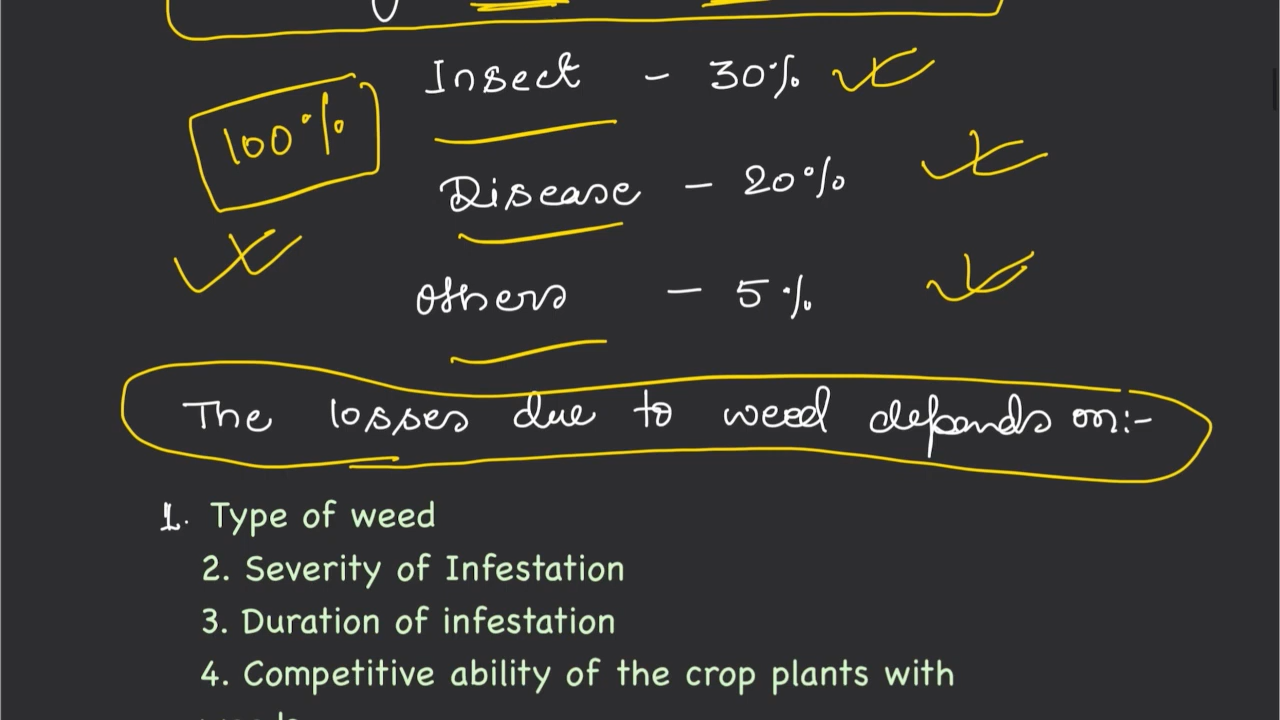 Insect - 30%
100%
Disease - 20%
Others - 5%
The losses due to weed depends on:-
1. Type of weed
2. Severity of Infestation
3. Duration of infestation
4. Competitive ability of the crop plants with